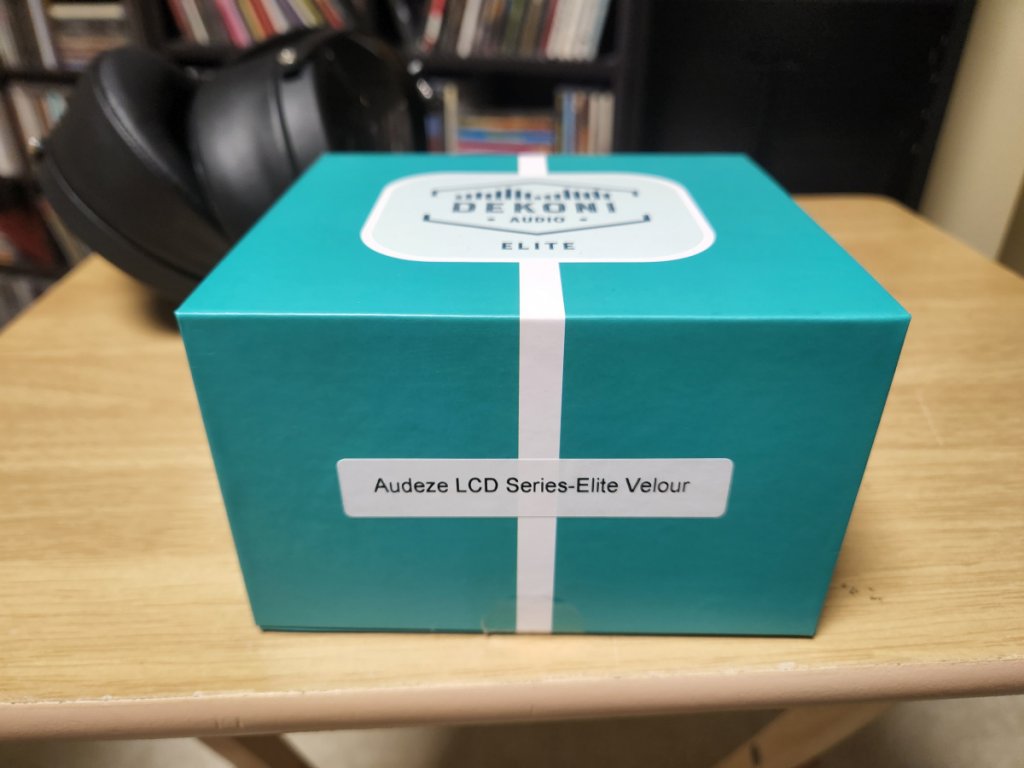 DEKONI
AUDIO
ELITE
Audeze LCD Series-Elite Velour